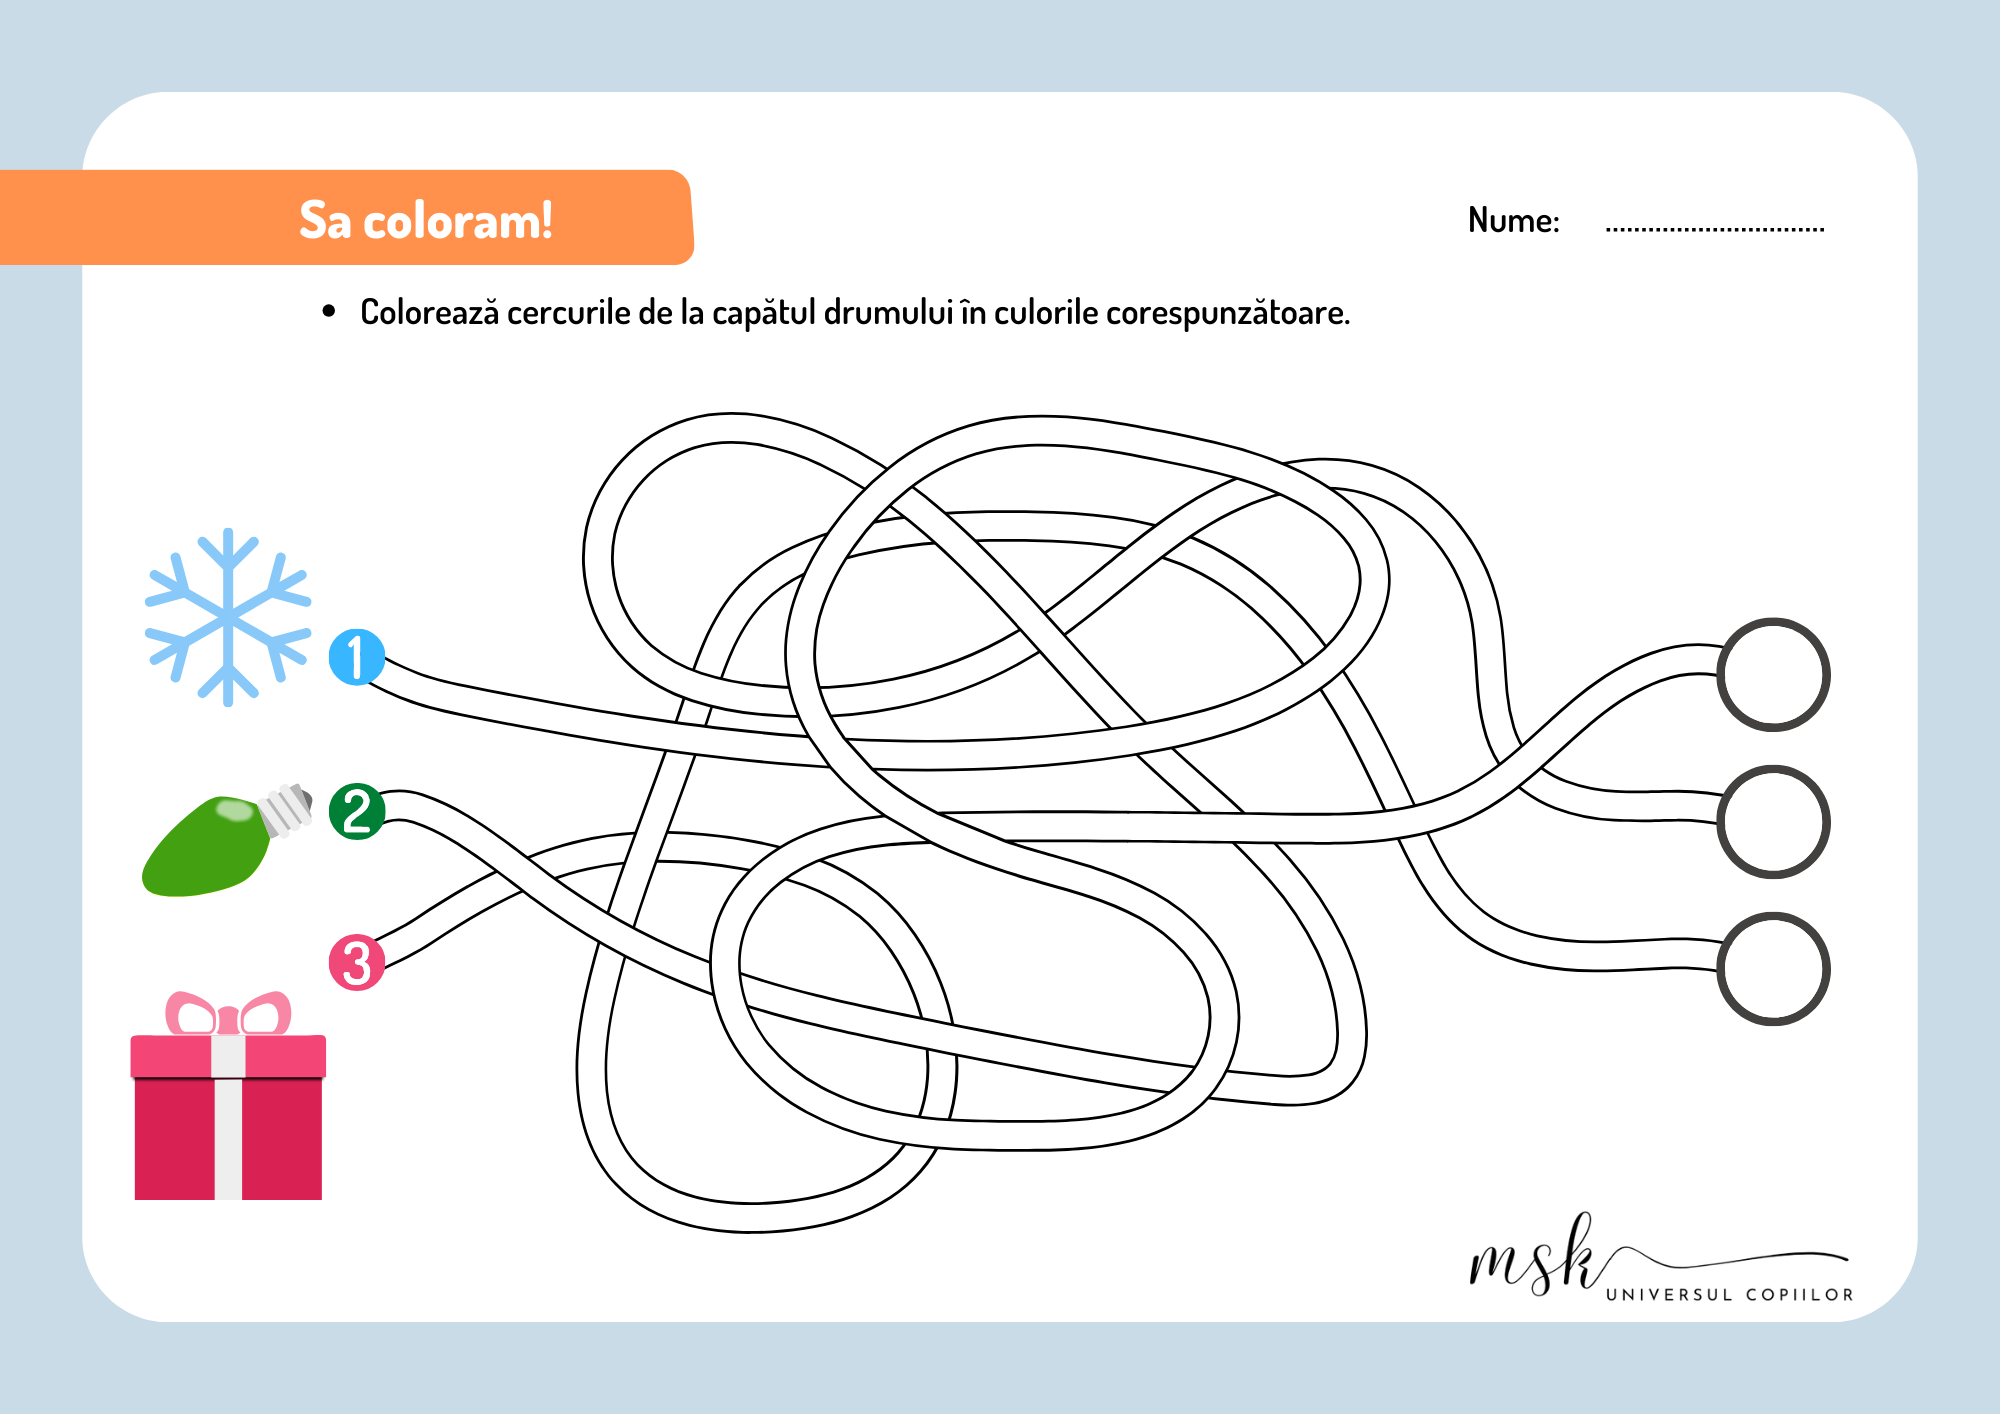 Sa coloram!
Nume: ...............................
• Colorează cercurile de la capătul drumului în culorile corespunzătoare.
1
2
3
msk
UNIVERSUL COPIILOR